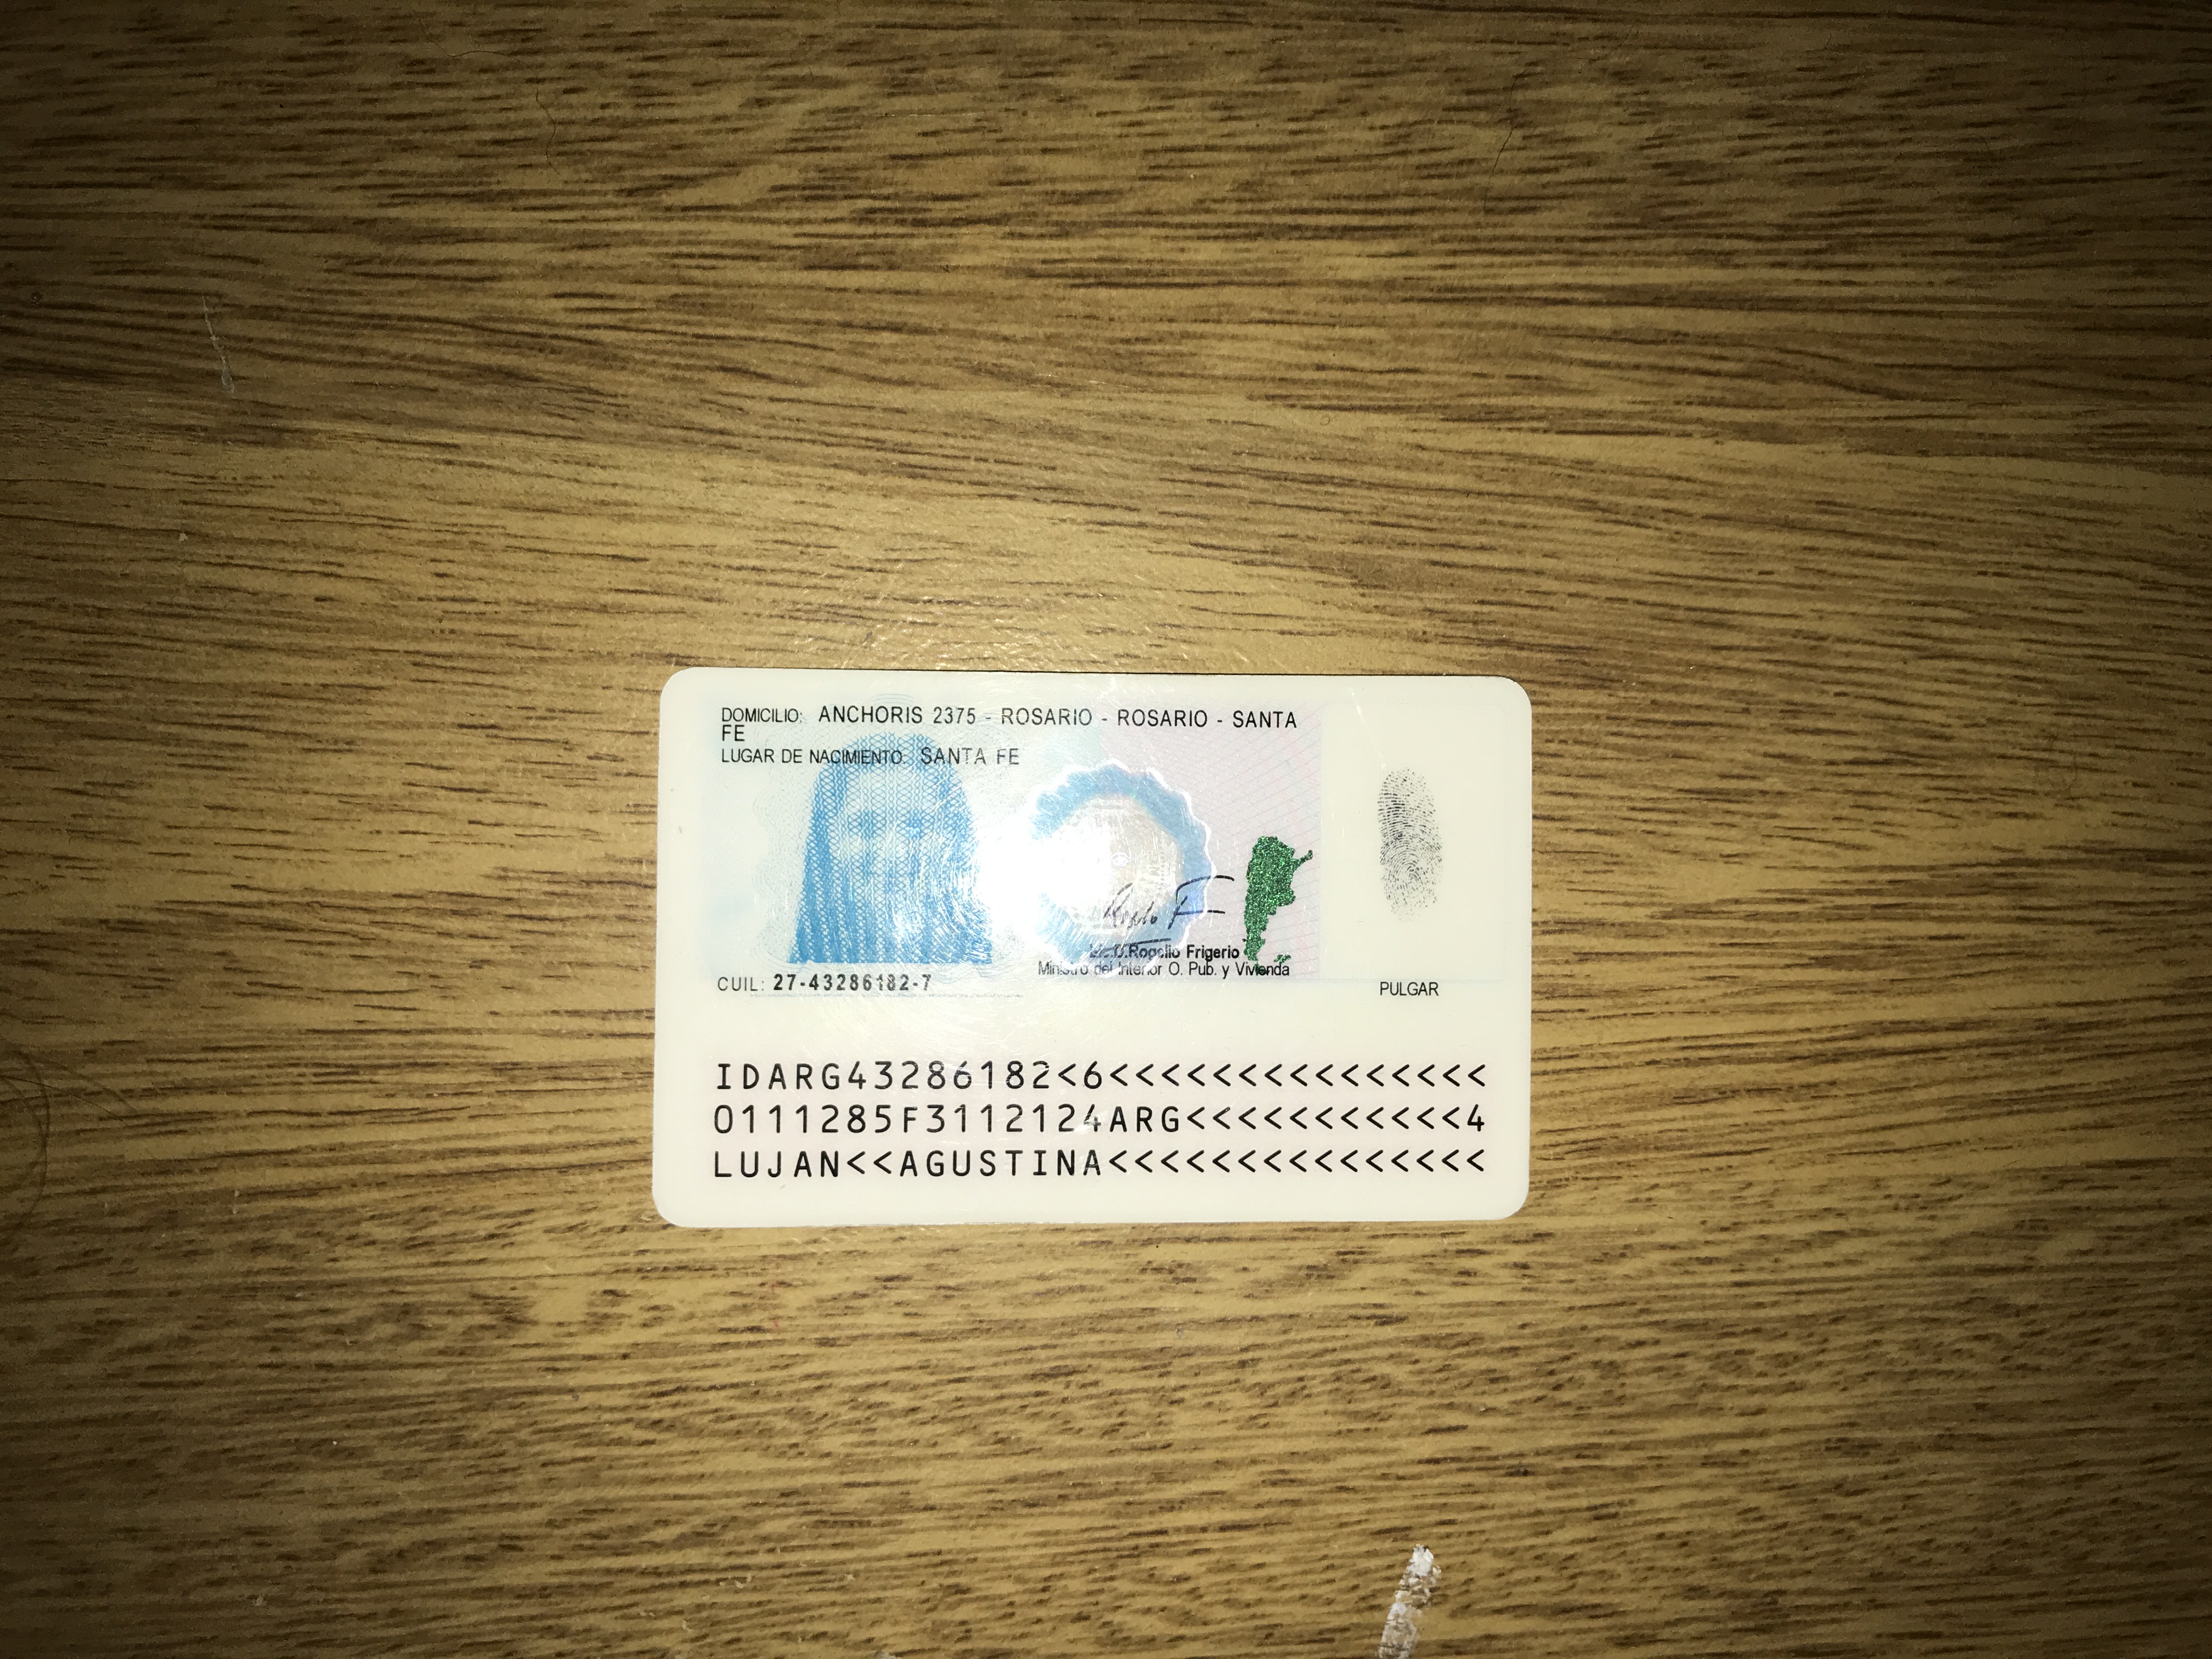 DOMICILIO: ANCHORIS 2375 - ROSARIO - ROSARIO - SANTA
FE
LUGAR DE NACIMIENTO: SANTA FE
Rogelio Frigerio
Ministro del Interior O. Pub. y Vivienda
CUIL: 27-43286182-7
PULGAR
IDARG43286182<6<<<<<<<<<<<<<<<
0111285F3112124ARG<<<<<<<<<<<4
LUJAN<<AGUSTINA<<<<<<<<<<<<<<<